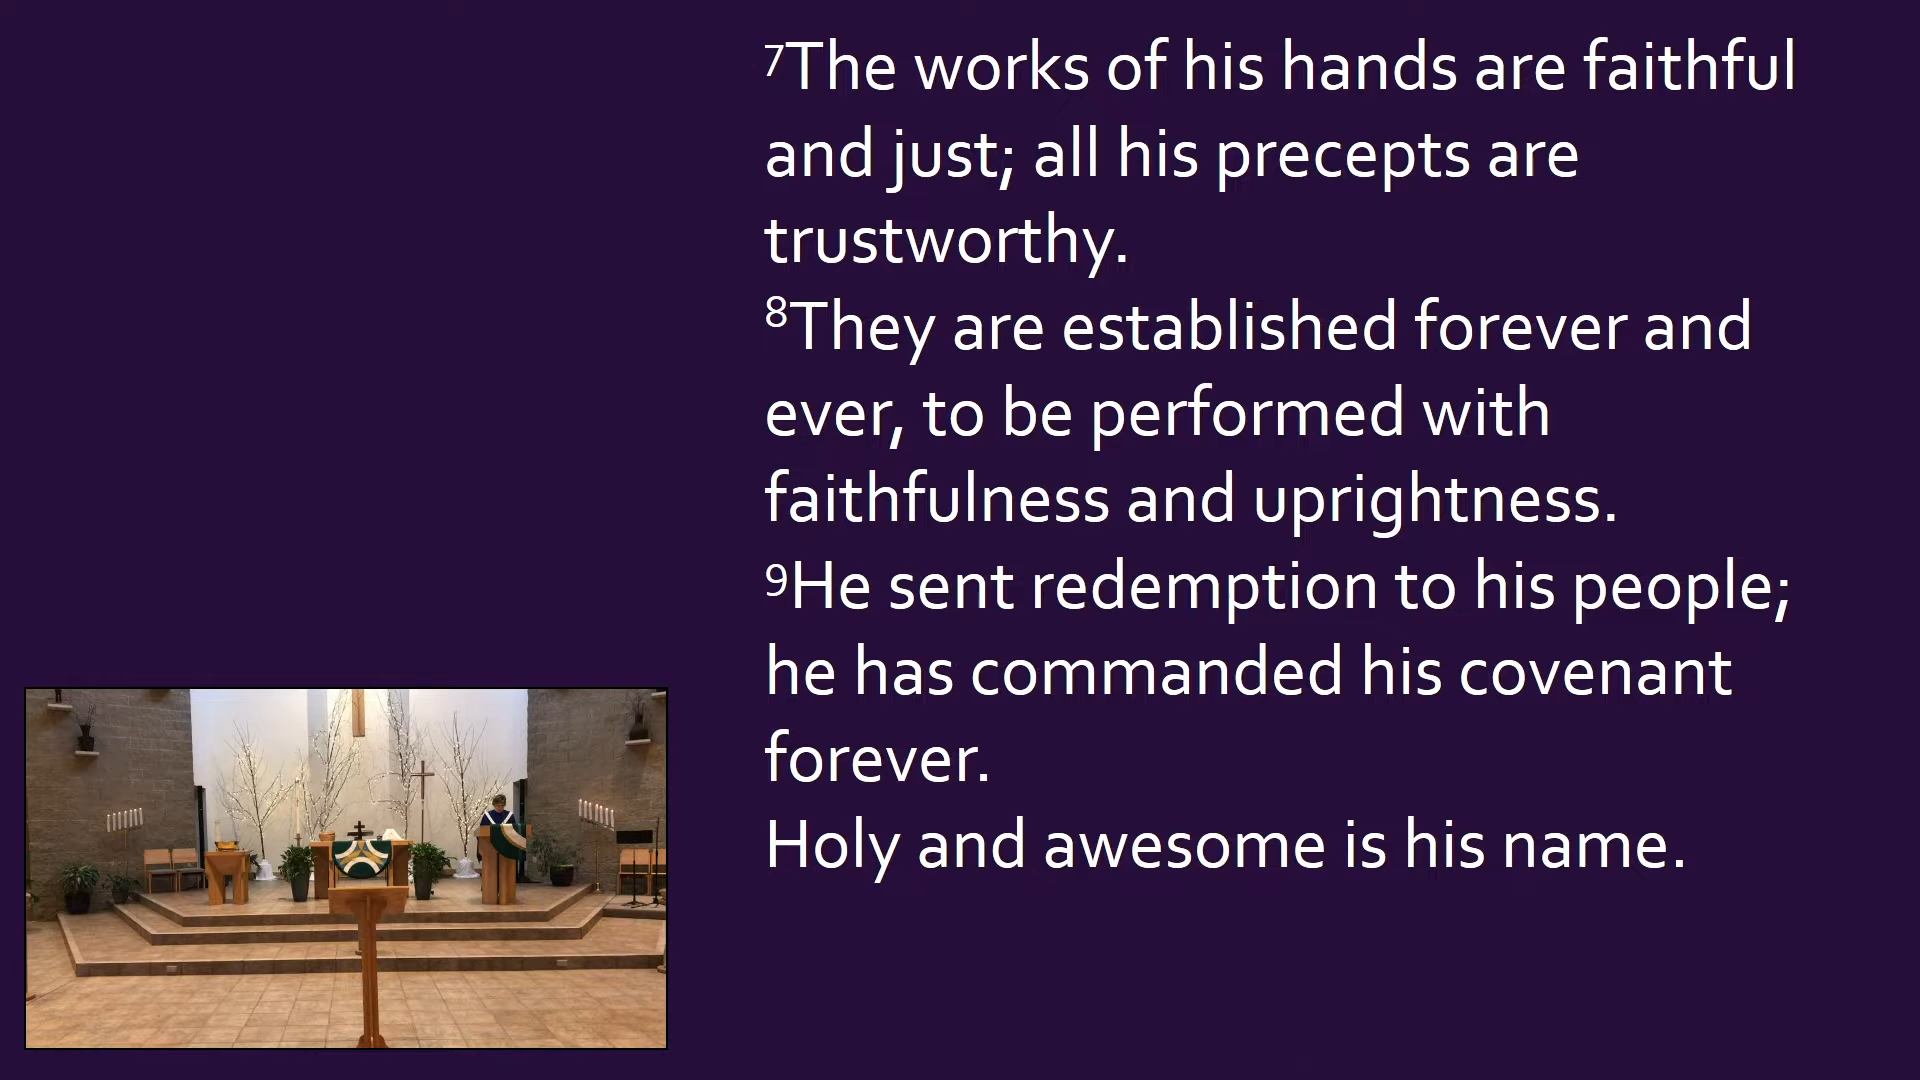 7The works of his hands are faithful
and just; all his precepts are
trustworthy.
8They are established forever and
ever, to be performed with
faithfulness and uprightness.
9He sent redemption to his people;
he has commanded his covenant
forever.
Holy and awesome is his name.